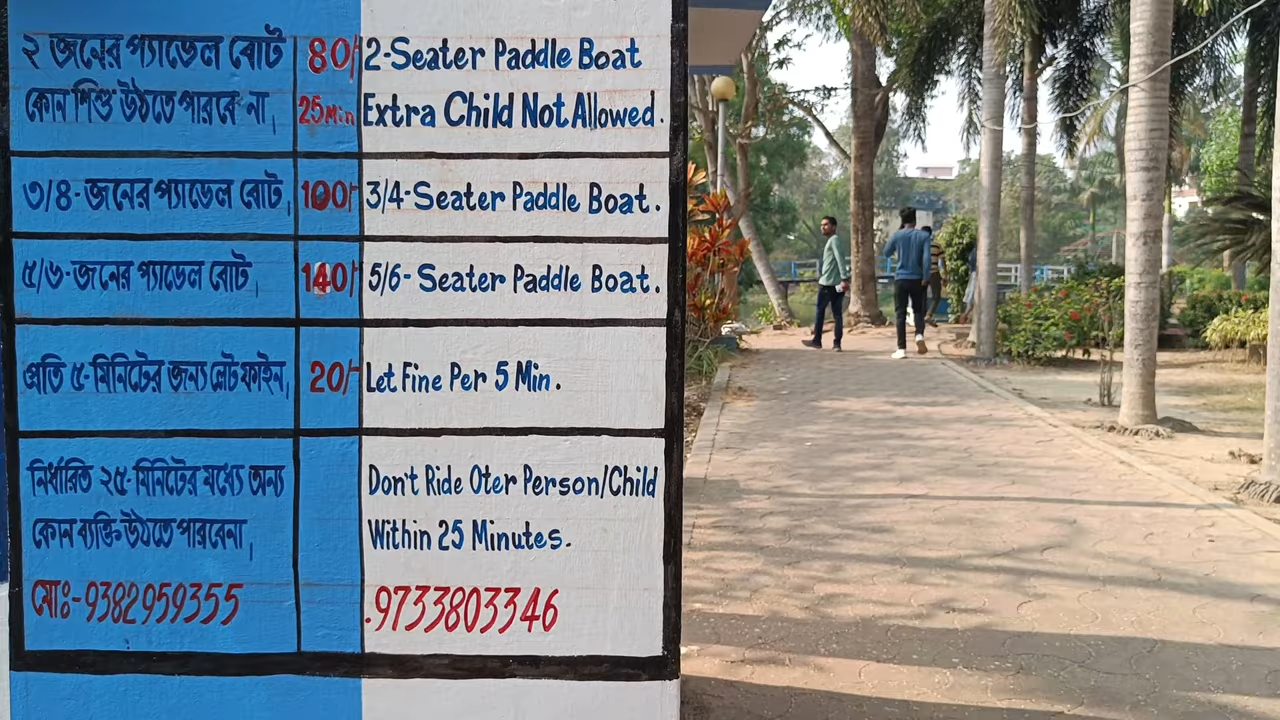 ২ জনের প্যাডেল বোট 80/- 2-Seater Paddle Boat
কোন শিশু উঠতে পারবে না, 25 Min Extra Child Not Allowed.
৩/৪-জনের প্যাডেল বোট, 100/- 3/4-Seater Paddle Boat.
৫/৬-জনের প্যাডেল বোট, 140/- 5/6- Seater Paddle Boat.
প্রতি ৫-মিনিটের জন্য লেট ফাইন, 20/- Let Fine Per 5 Min.
নির্ধারিত ২৫-মিনিটের মধ্যে অন্য Don't Ride Oter Person/Child
কোন ব্যক্তি উঠতে পারবেনা, Within 25 Minutes.
মোঃ-9382959355 .9733803346